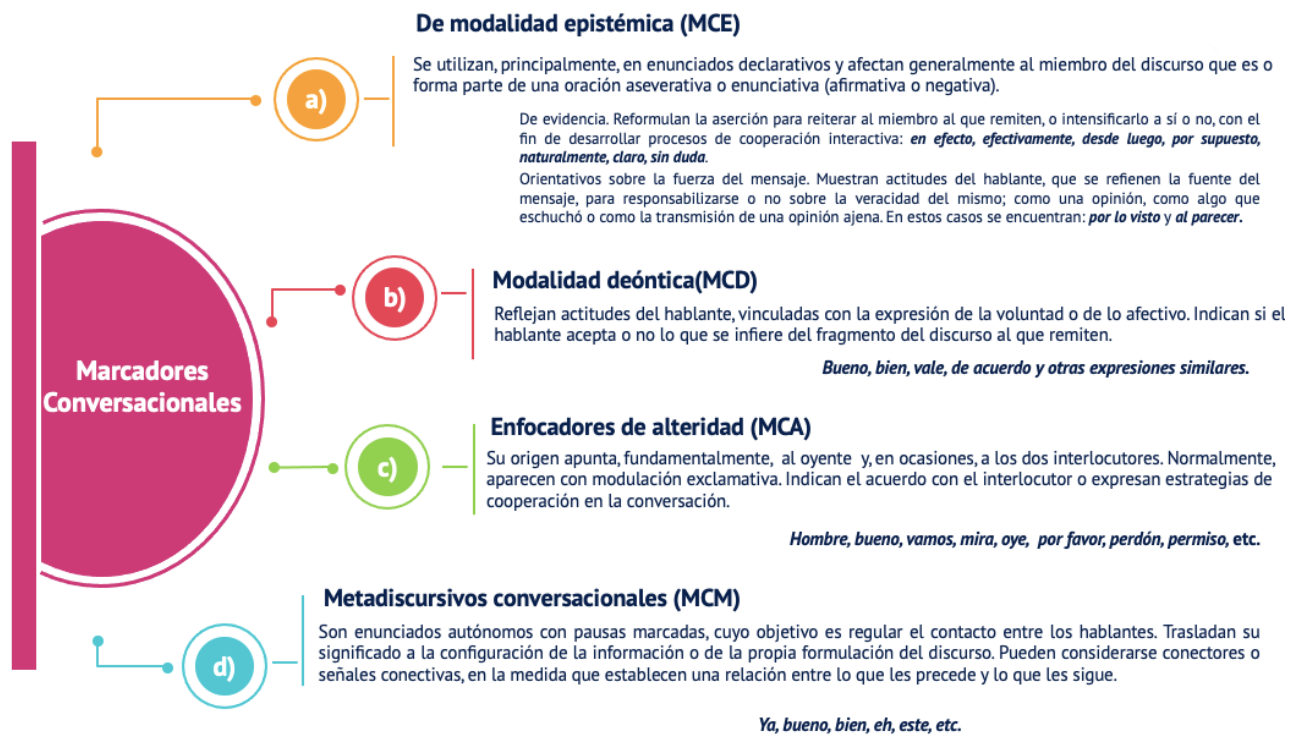 De modalidad epistémica (MCE)
a)
Se utilizan, principalmente, en enunciados declarativos y afectan generalmente al miembro del discurso que es o
forma parte de una oración aseverativa o enunciativa (afirmativa o negativa).
De evidencia. Reformulan la aserción para reiterar al miembro al que remiten, o intensificarlo a sí o no, con el
fin de desarrollar procesos de cooperación interactiva: en efecto, efectivamente, desde luego, por supuesto,
naturalmente, claro, sin duda.
Orientativos sobre la fuerza del mensaje. Muestran actitudes del hablante, que se refienen la fuente del
mensaje, para responsabilizarse o no sobre la veracidad del mismo; como una opinión, como algo que
eschuchó o como la transmisión de una opinión ajena. En estos casos se encuentran: por lo visto y al parecer.
Marcadores
Conversacionales
b)
Modalidad deóntica(MCD)
Reflejan actitudes del hablante, vinculadas con la expresión de la voluntad o de lo afectivo. Indican si el
hablante acepta o no lo que se infiere del fragmento del discurso al que remiten.
Bueno, bien, vale, de acuerdo y otras expresiones similares.
c)
Enfocadores de alteridad (MCA)
Su origen apunta, fundamentalmente, al oyente y, en ocasiones, a los dos interlocutores. Normalmente,
aparecen con modulación exclamativa. Indican el acuerdo con el interlocutor o expresan estrategias de
cooperación en la conversación.
Hombre, bueno, vamos, mira, oye, por favor, perdón, permiso, etc.
d)
Metadiscursivos conversacionales (MCM)
Son enunciados autónomos con pausas marcadas, cuyo objetivo es regular el contacto entre los hablantes. Trasladan su
significado a la configuración de la información o de la propia formulación del discurso. Pueden considerarse conectores o
señales conectivas, en la medida que establecen una relación entre lo que les precede y lo que les sigue.
Ya, bueno, bien, eh, este, etc.